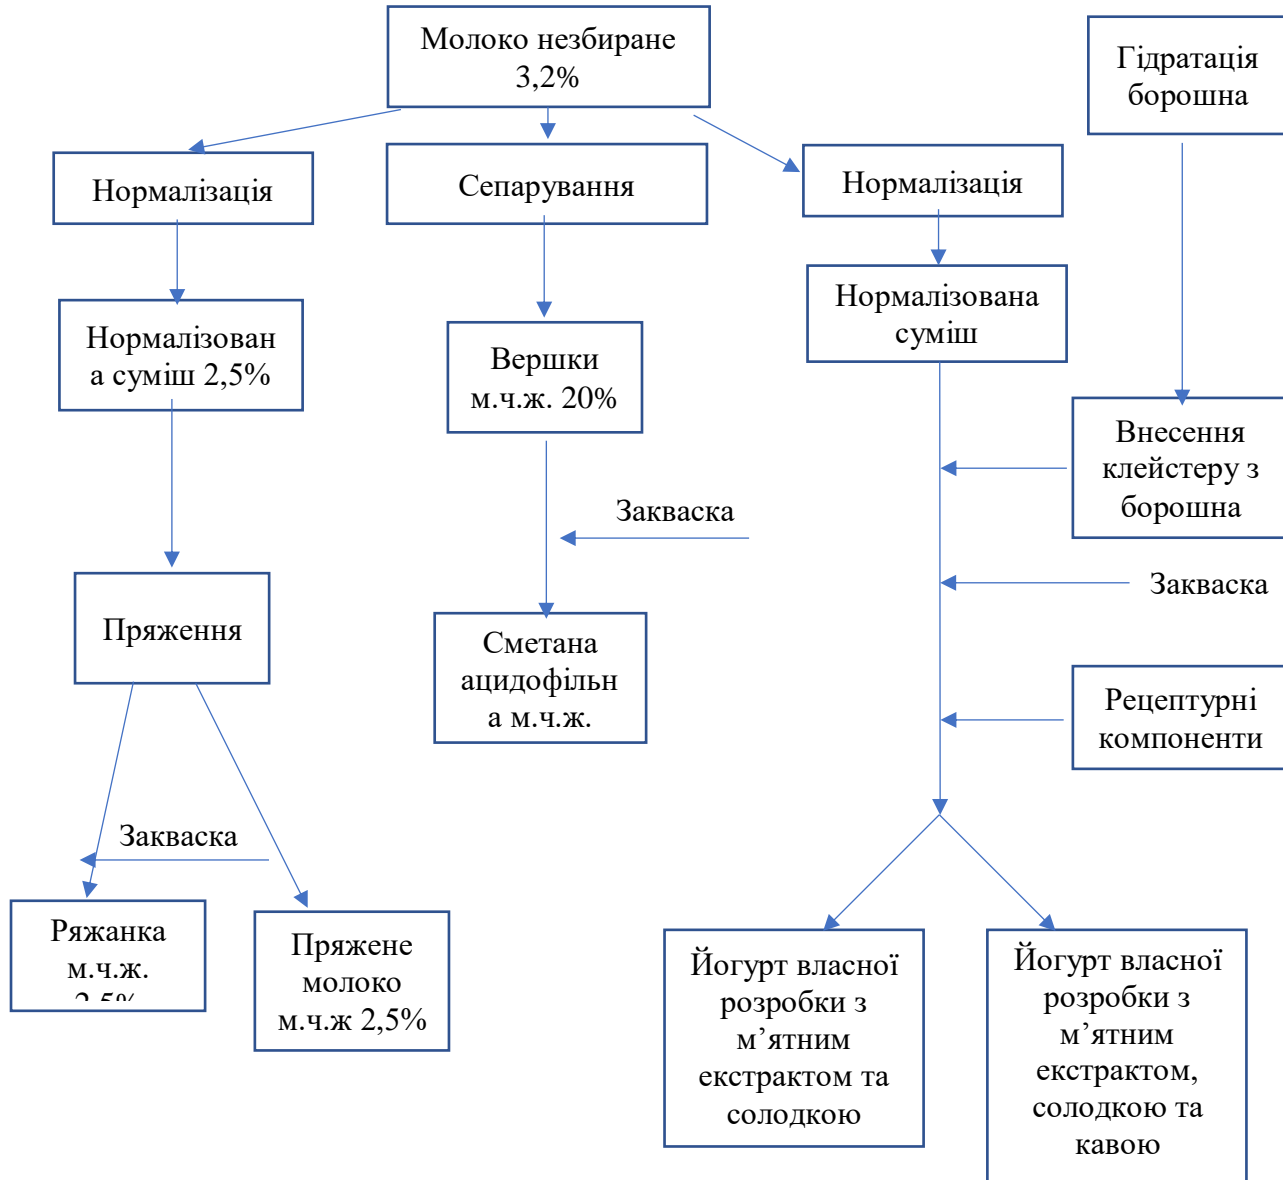 Молоко незбиране
3,2%
Гідратація
борошна
Нормалізація
Сепарування
Нормалізація
Нормалізован
а суміш 2,5%
Вершки
м.ч.ж. 20%
Нормалізована
суміш
Внесення
клейстеру з
борошна
Закваска
Закваска
Пряження
Сметана
ацидофільн
а м.ч.ж.
Рецептурні
компоненти
Закваска
Ряжанка
м.ч.ж.
2,5%
Пряжене
молоко
м.ч.ж 2,5%
Йогурт власної
розробки з
м’ятним
екстрактом та
солодкою
Йогурт власної
розробки з
м’ятним
екстрактом,
солодкою та
кавою